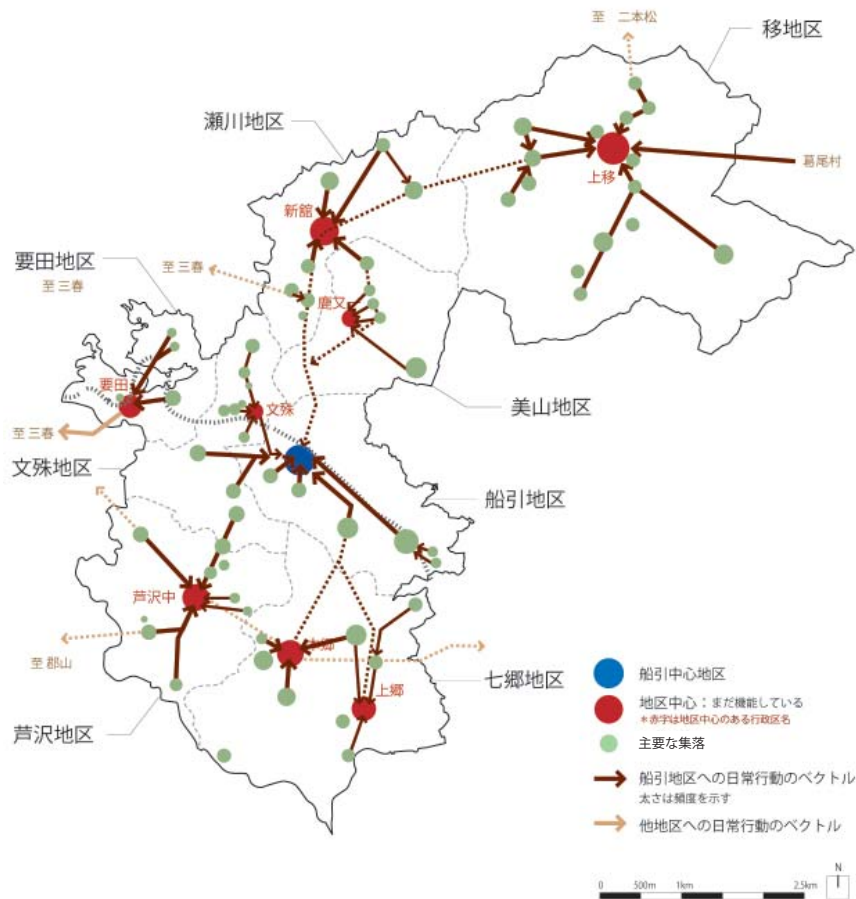 至　二本松
移地区
瀬川地区
葛尾村
上移
新舘
要田地区
至 三春
至 三春
鹿又
要田
文殊
美山地区
至 三春
文殊地区
船引地区
芦沢中
至 郡山
上郷
七郷地区
芦沢地区
船引中心地区
地区中心：まだ機能している
＊赤字は地区中心のある行政区名
主要な集落
船引地区への日常行動のベクトル
太さは頻度を示す
他地区への日常行動のベクトル
N
0 500m 1km 2.5km